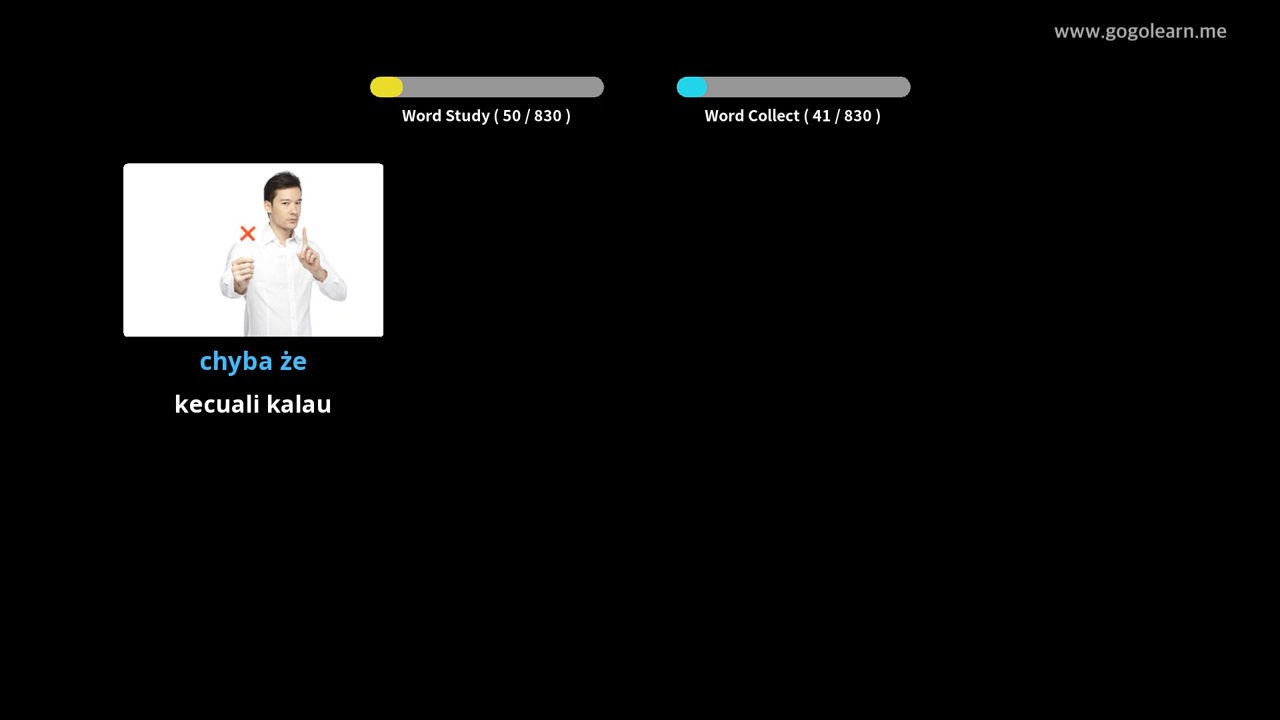 www.gogolearn.me
Word Study ( 50 / 830 )
Word Collect ( 41 / 830 )
chyba że
kecuali kalau